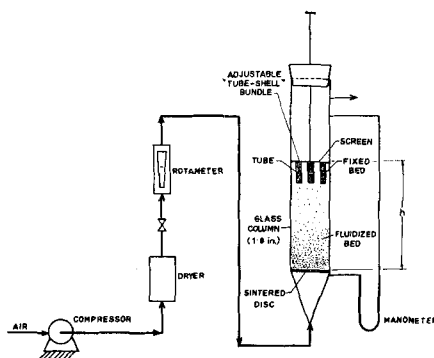 ADJUSTABLE
"TUBE-SHELL"
BUNDLE
SCREEN
TUBE
FIXED
BED
ROTAMETER
GLASS
COLUMN
(1·8 in.)
FLUIDIZED
BED
DRYER
SINTERED
DISC
COMPRESSOR
AIR
MANOMETER